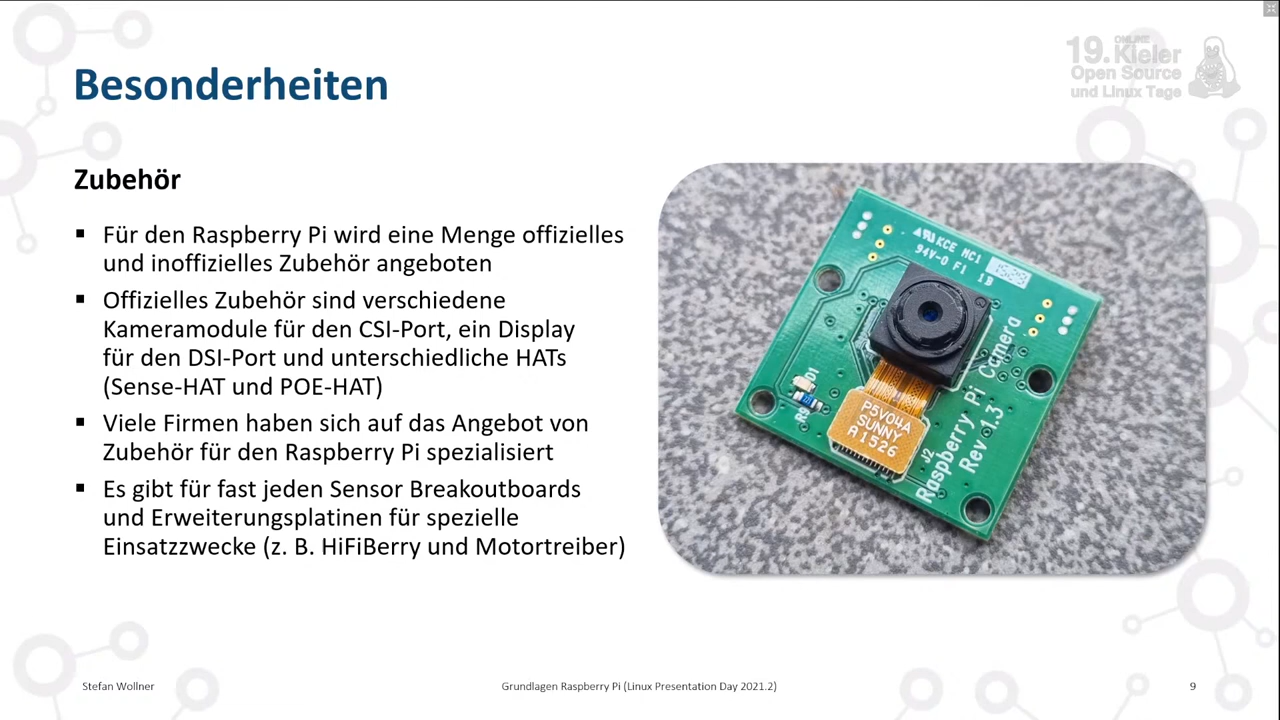 Besonderheiten
ONLINE
19. Kieler
Open Source
und Linux Tage
Zubehör
▪ Für den Raspberry Pi wird eine Menge offizielles
und inoffizielles Zubehör angeboten
▪ Offizielles Zubehör sind verschiedene
Kameramodule für den CSI-Port, ein Display
für den DSI-Port und unterschiedliche HATs
(Sense-HAT und POE-HAT)
▪ Viele Firmen haben sich auf das Angebot von
Zubehör für den Raspberry Pi spezialisiert
▪ Es gibt für fast jeden Sensor Breakoutboards
und Erweiterungsplatinen für spezielle
Einsatzzwecke (z. B. HiFiBerry und Motortreiber)
KCE MC1
94V-0 F1 1B
D1
P5V04A
SUNNY
A1526
J2
Raspberry Pi Camera
Rev 1.3
Stefan Wollner
Grundlagen Raspberry Pi (Linux Presentation Day 2021.2)
9